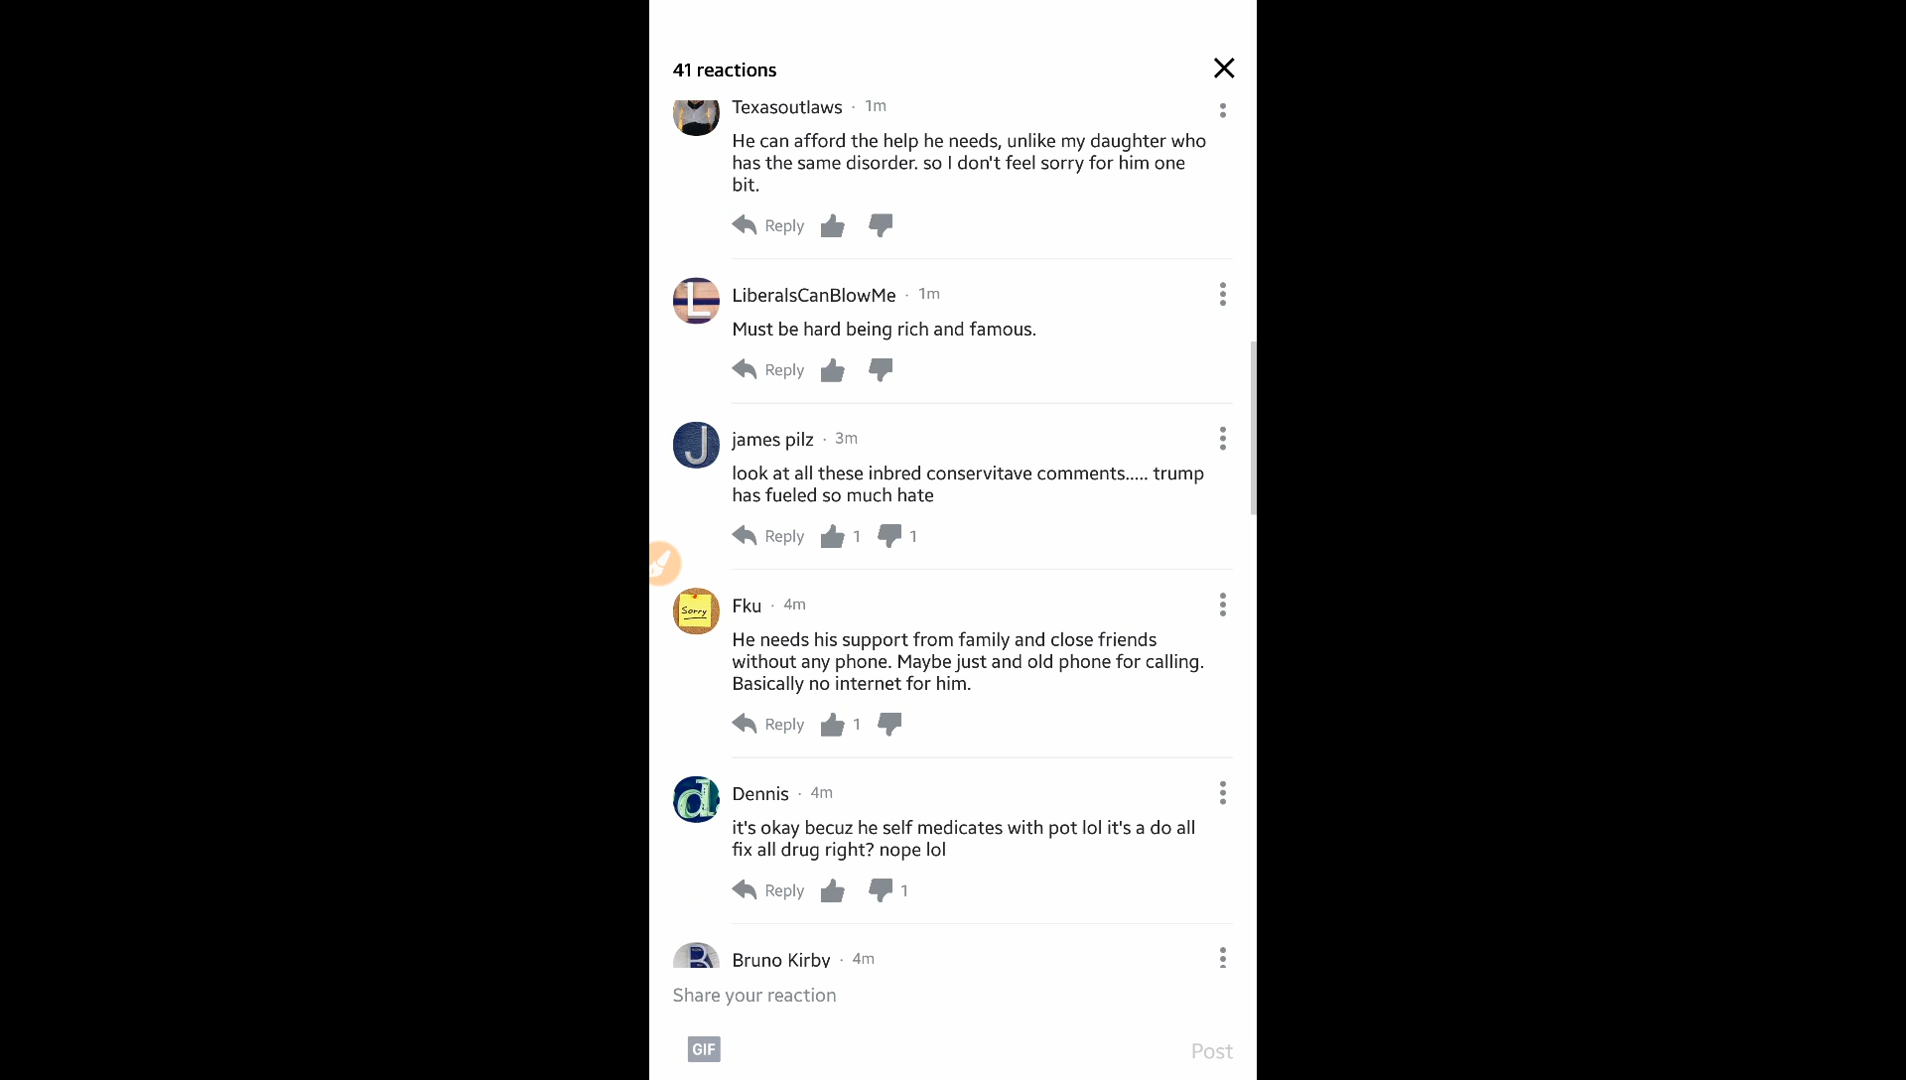 41 reactions
Texasoutlaws · 1m
He can afford the help he needs, unlike my daughter who
has the same disorder. so I don't feel sorry for him one
bit.
Reply
L
LiberalsCanBlowMe · 1m
Must be hard being rich and famous.
Reply
J
james pilz · 3m
look at all these inbred conservitave comments..... trump
has fueled so much hate
Reply 1 1
Sorry
Fku · 4m
He needs his support from family and close friends
without any phone. Maybe just and old phone for calling.
Basically no internet for him.
Reply 1
d
Dennis · 4m
it's okay becuz he self medicates with pot lol it's a do all
fix all drug right? nope lol
Reply 1
B
Bruno Kirby · 4m
Share your reaction
GIF
Post